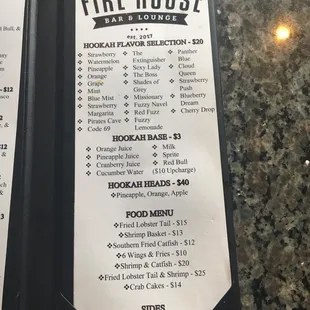 FIRE HOUSE
BAR & LOUNGE
EST. 2017
HOOKAH FLAVOR SELECTION - $20
Strawberry
Watermelon
Pineapple
Orange
Grape
Mint
Blue Mist
Strawberry
Margarita
Pirates Cave
Code 69
The
Extinguisher
Sexy Cloud
The Boss
Shades of
Grey
Missionary
Fuzzy Navel
Red Fuzz
Fuzzy
Lemonade
Panther
Blue
Cloud
Queen's
Push
Blueberry
Dream
Cherry Drop
HOOKAH BASE - $3
Orange Juice
Pineapple Juice
Cranberry Juice
Cucumber Water
Milk
Sprite
Red Bull
($10 Upcharge)
HOOKAH HEADS - $40
Pineapple, Orange, Apple
FOOD MENU
Fried Lobster Tail - $15
Shrimp Basket - $13
Southern Fried Catfish - $12
6 Wings & Fries - $10
Shrimp & Catfish - $20
Fried Lobster Tail & Shrimp - $25
Crab Cakes - $14
SIDES